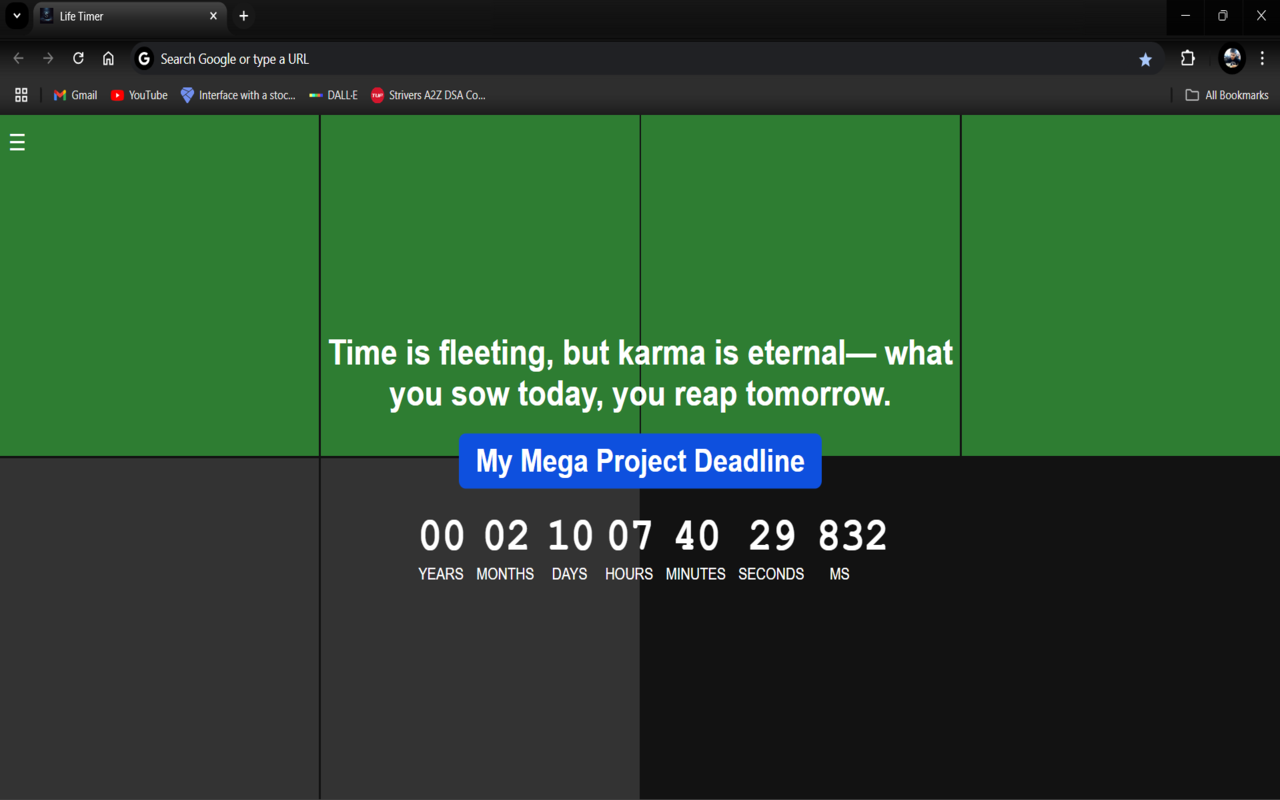 Life Timer
Search Google or type a URL
Gmail YouTube Interface with a stoc... DALL·E TUF Strivers A2Z DSA Co... All Bookmarks
Time is fleeting, but karma is eternal— what
you sow today, you reap tomorrow.
My Mega Project Deadline
00 02 10 07 40 29 832
YEARS MONTHS DAYS HOURS MINUTES SECONDS MS